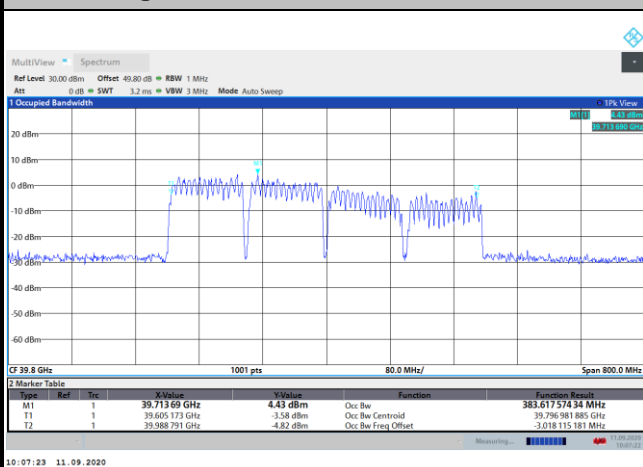 MultiView Spectrum
Ref Level 30.00 dBm Offset 49.80 dB RBW 1 MHz
Att 0 dB SWT 3.2 ms VBW 3 MHz Mode Auto Sweep
1 Occupied Bandwidth 1Pk View
M1[1] 4.43 dBm
39.713 690 GHz
20 dBm
10 dBm
0 dBm
-10 dBm
-20 dBm
-30 dBm
-40 dBm
-50 dBm
-60 dBm
CF 39.8 GHz 1001 pts 80.0 MHz/ Span 800.0 MHz
2 Marker Table
Type Ref Trc X-Value Y-Value Function Function Result
M1 1 39.713 69 GHz 4.43 dBm Occ Bw 383.617 574 34 MHz
T1 1 39.605 173 GHz -3.58 dBm Occ Bw Centroid 39.796 981 885 GHz
T2 1 39.988 791 GHz -4.82 dBm Occ Bw Freq Offset -3.018 115 181 MHz
Measuring... 11.09.2020
10:07:22
10:07:23 11.09.2020